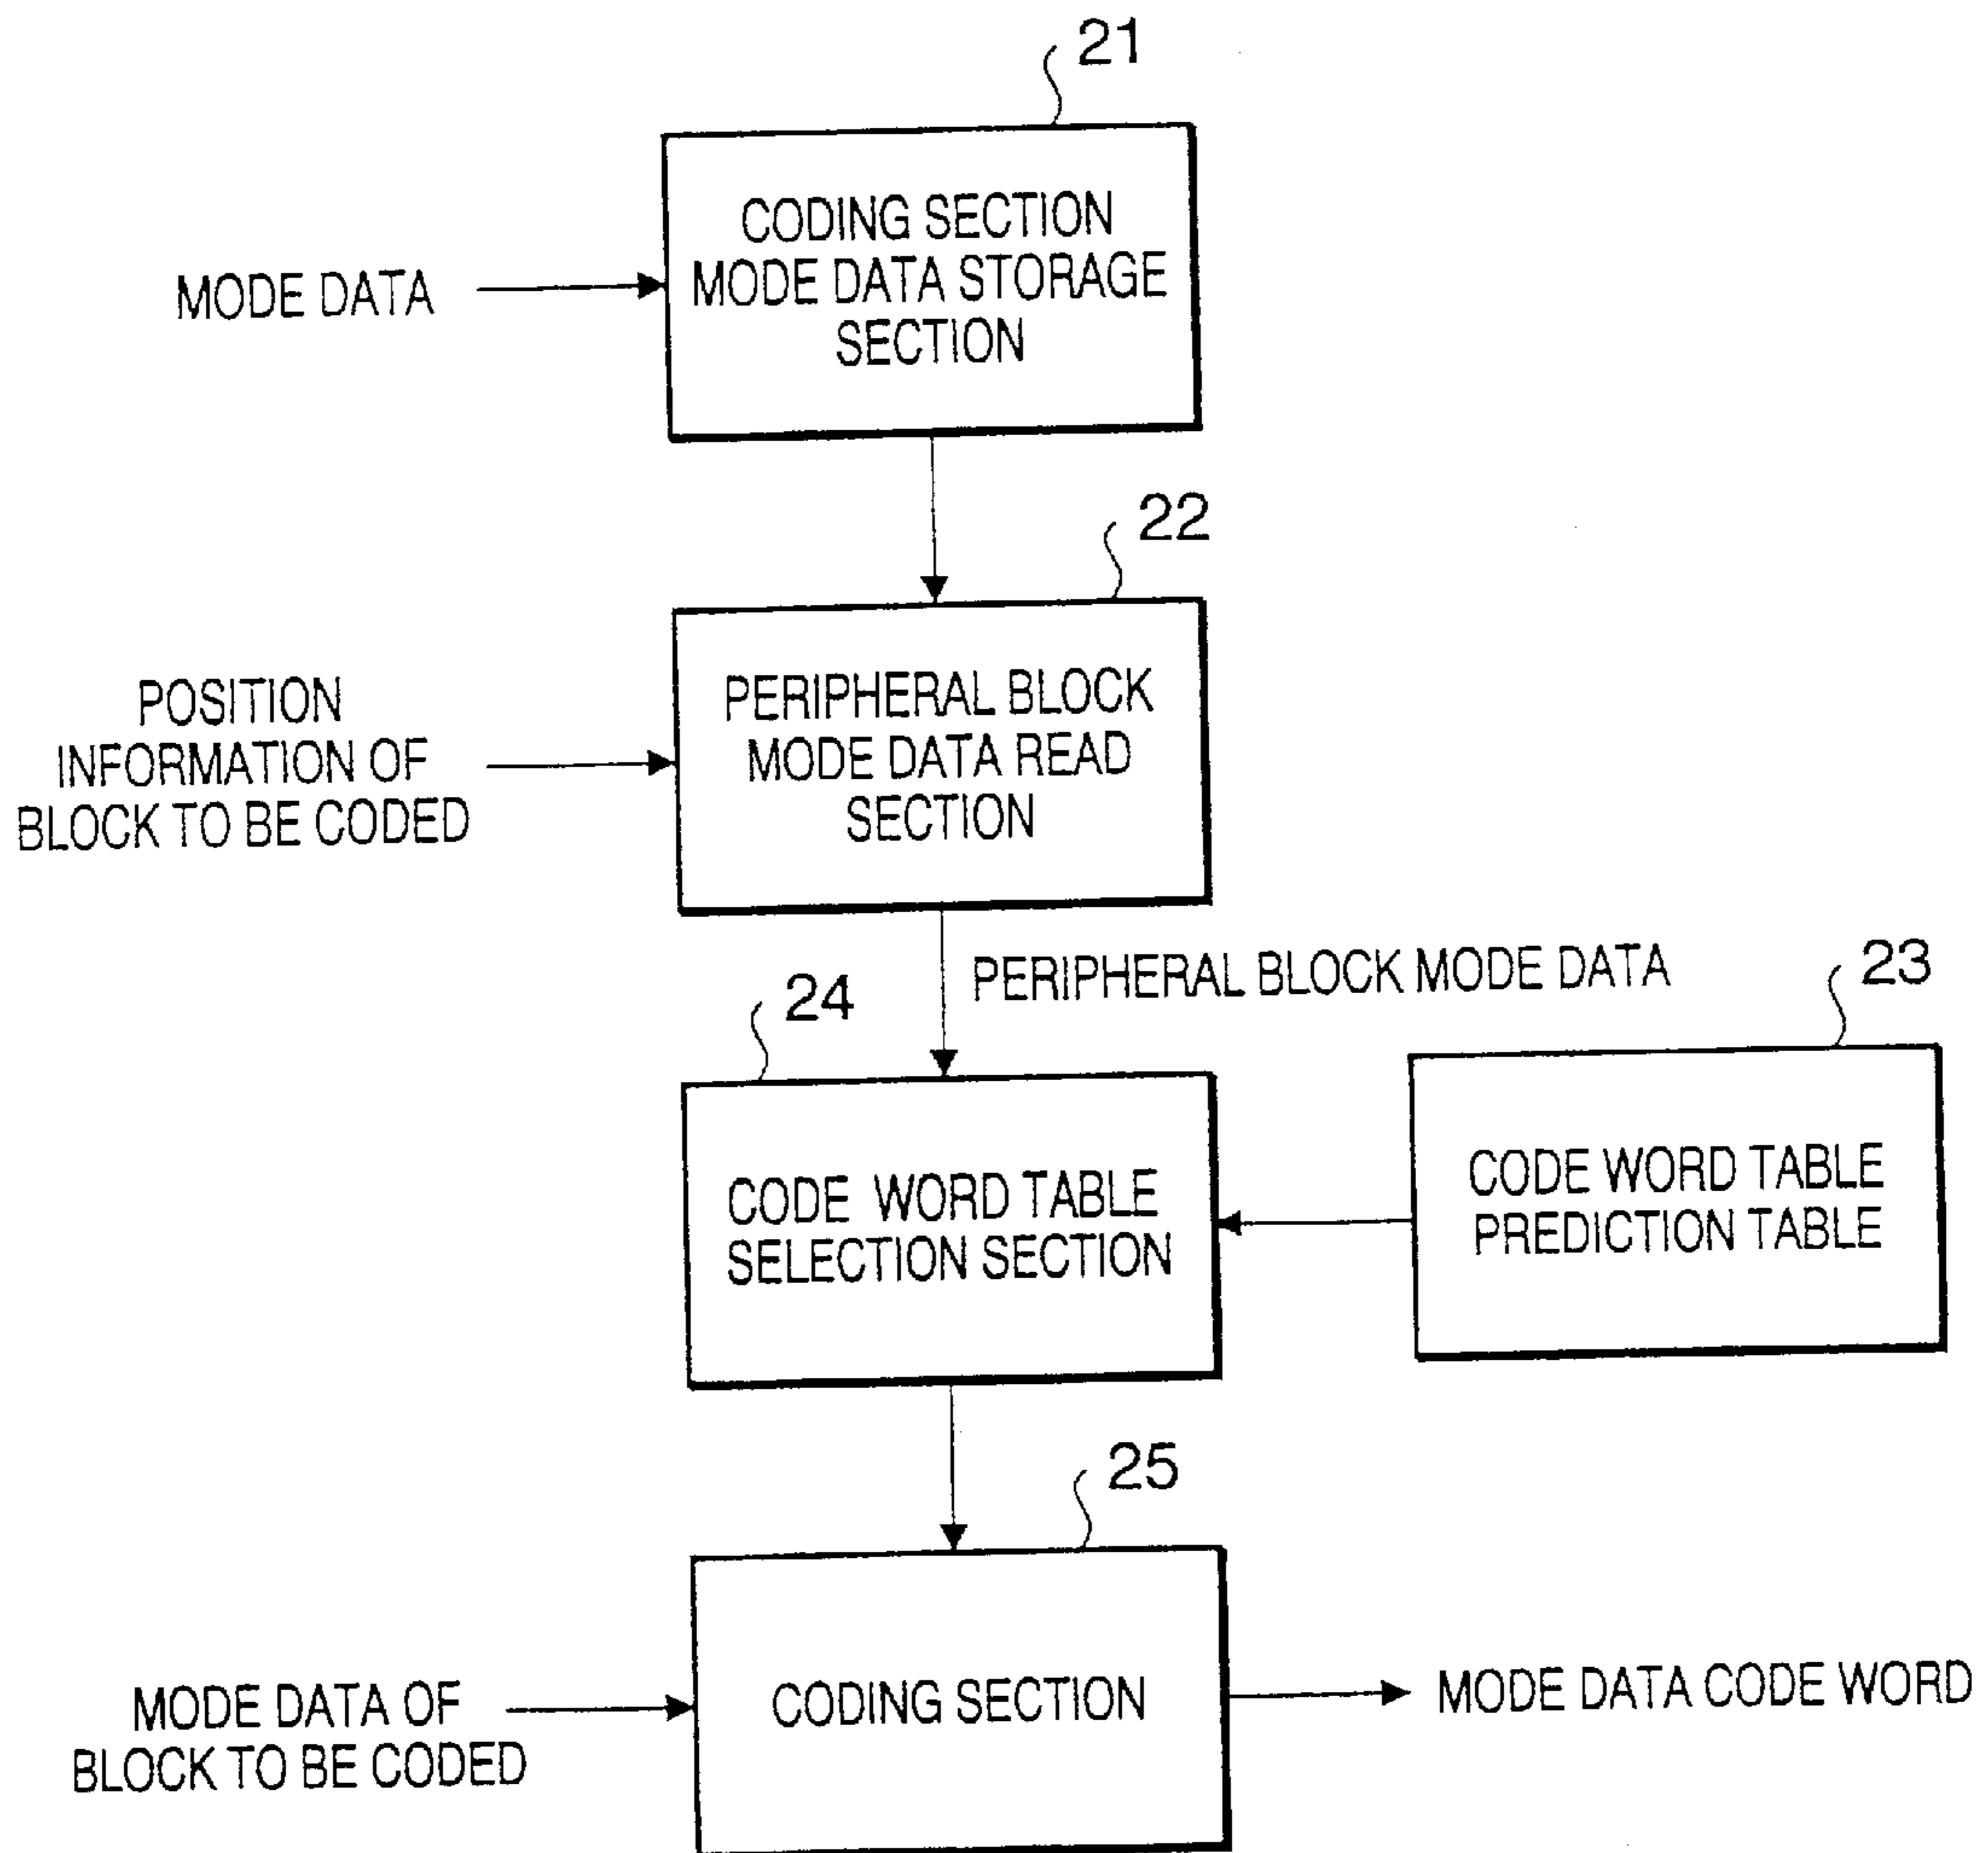 21
CODING SECTION
MODE DATA STORAGE
SECTION
MODE DATA
22
PERIPHERAL BLOCK
MODE DATA READ
SECTION
POSITION
INFORMATION OF
BLOCK TO BE CODED
PERIPHERAL BLOCK MODE DATA
23
24
CODE WORD TABLE
SELECTION SECTION
CODE WORD TABLE
PREDICTION TABLE
25
CODING SECTION
MODE DATA OF
BLOCK TO BE CODED
MODE DATA CODE WORD